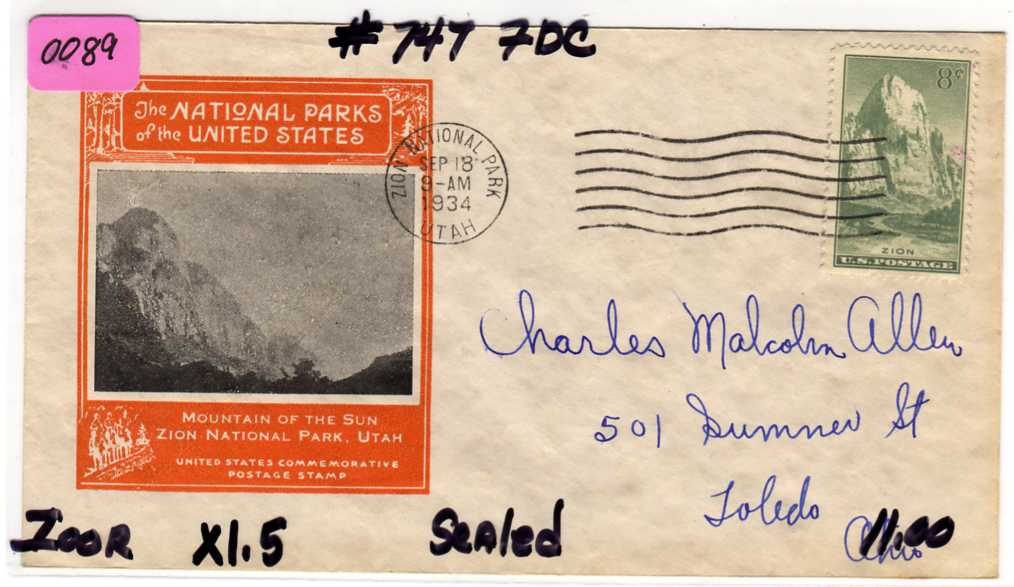 0089
# 747 FDC
The NATIONAL PARKS
of the UNITED STATES
ZION NATIONAL PARK
SEP 18
9-AM
1934
UTAH
8¢
ZION
U.S. POSTAGE
MOUNTAIN OF THE SUN
ZION NATIONAL PARK, UTAH
UNITED STATES COMMEMORATIVE
POSTAGE STAMP
Charles Malcolm Allen
501 Sumner St
Toledo
Ohio
IOOR X1.5 Sealed 11.00